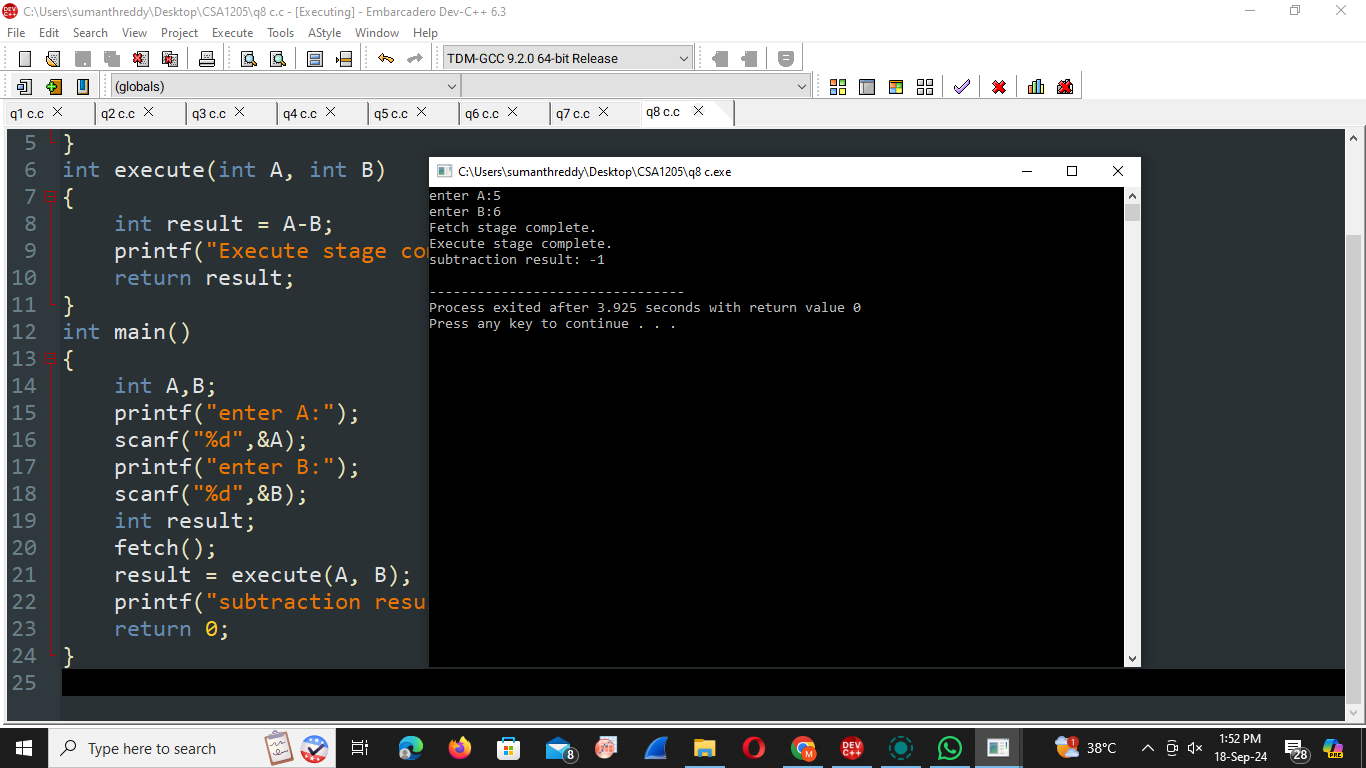 C:\Users\sumanthreddy\Desktop\CSA1205\q8 c.c - [Executing] - Embarcadero Dev-C++ 6.3
File Edit Search View Project Execute Tools AStyle Window Help
TDM-GCC 9.2.0 64-bit Release
(globals)
q1 c.c q2 c.c q3 c.c q4 c.c q5 c.c q6 c.c q7 c.c q8 c.c
5 }
6 int execute(int A, int B)
7 {
8 int result = A-B;
9 printf("Execute stage co
10 return result;
11 }
12 int main()
13 {
14 int A,B;
15 printf("enter A:");
16 scanf("%d",&A);
17 printf("enter B:");
18 scanf("%d",&B);
19 int result;
20 fetch();
21 result = execute(A, B);
22 printf("subtraction resu
23 return 0;
24 }
25
C:\Users\sumanthreddy\Desktop\CSA1205\q8 c.exe
enter A:5
enter B:6
Fetch stage complete.
Execute stage complete.
subtraction result: -1
--------------------------------
Process exited after 3.925 seconds with return value 0
Press any key to continue . . .
Type here to search
8
M
DEV C++
1
38°C
1:52 PM
18-Sep-24
28
PRE